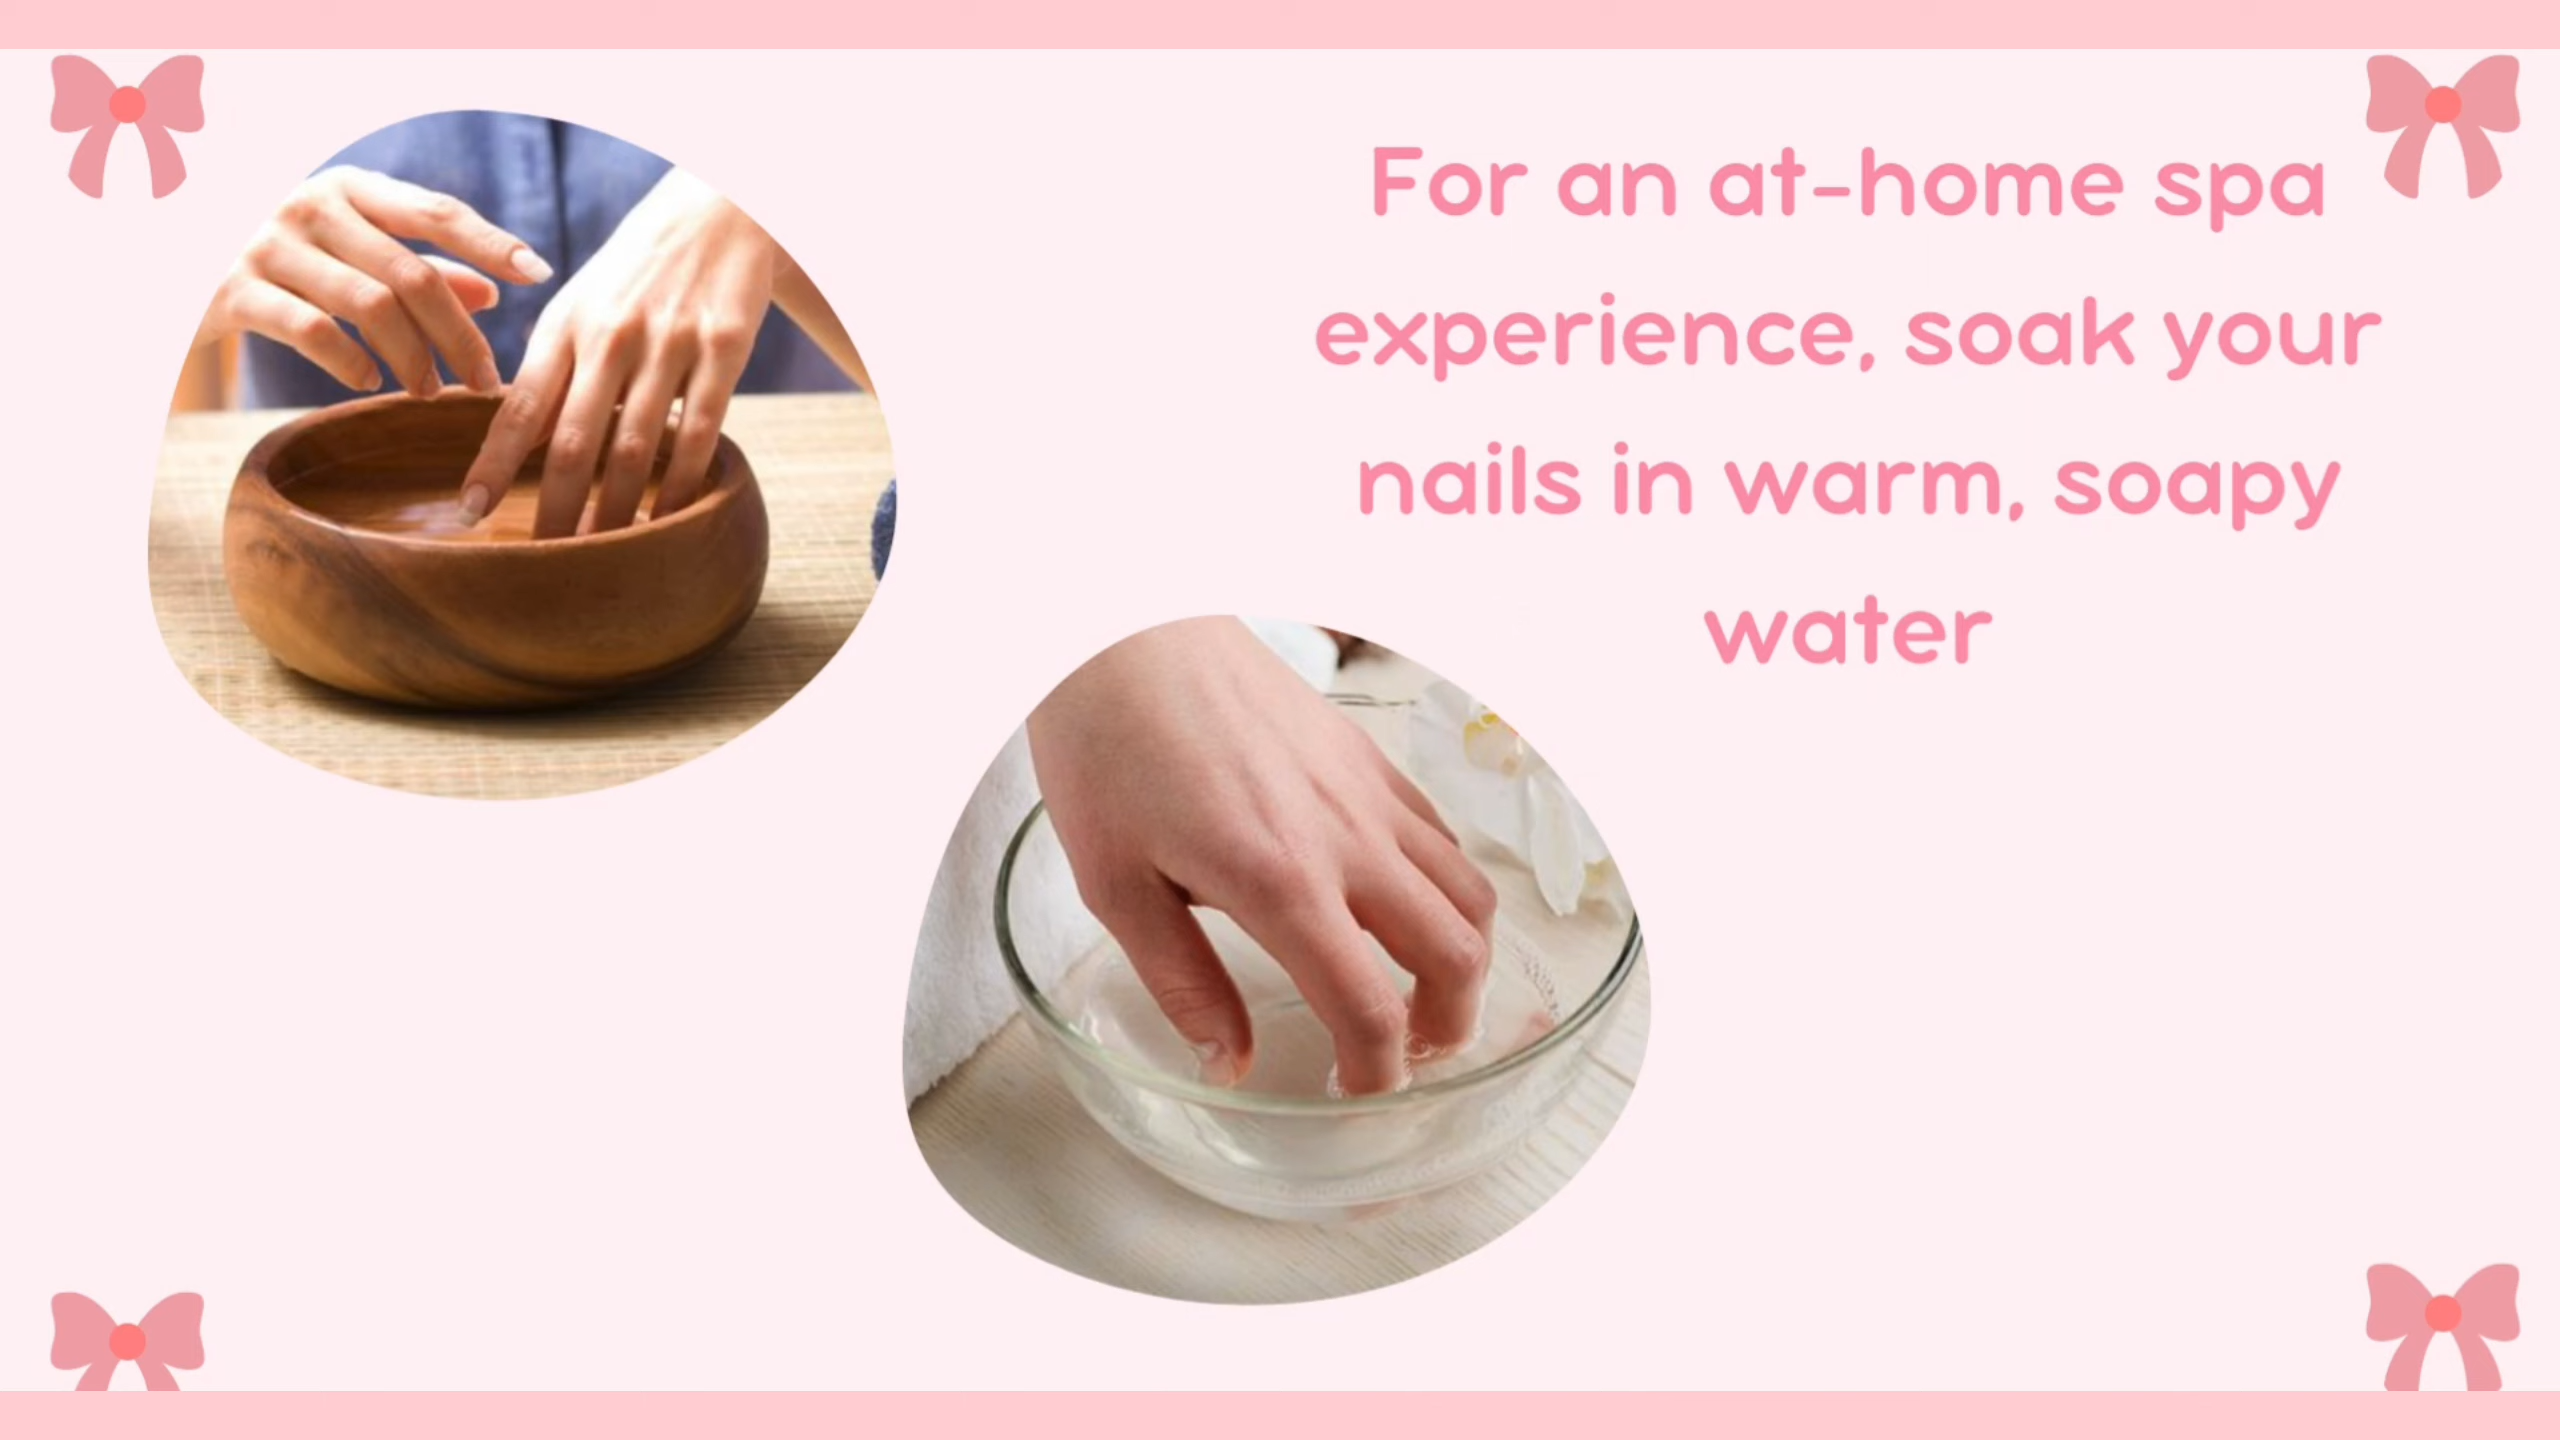 For an at-home spa
experience, soak your
nails in warm, soapy
water